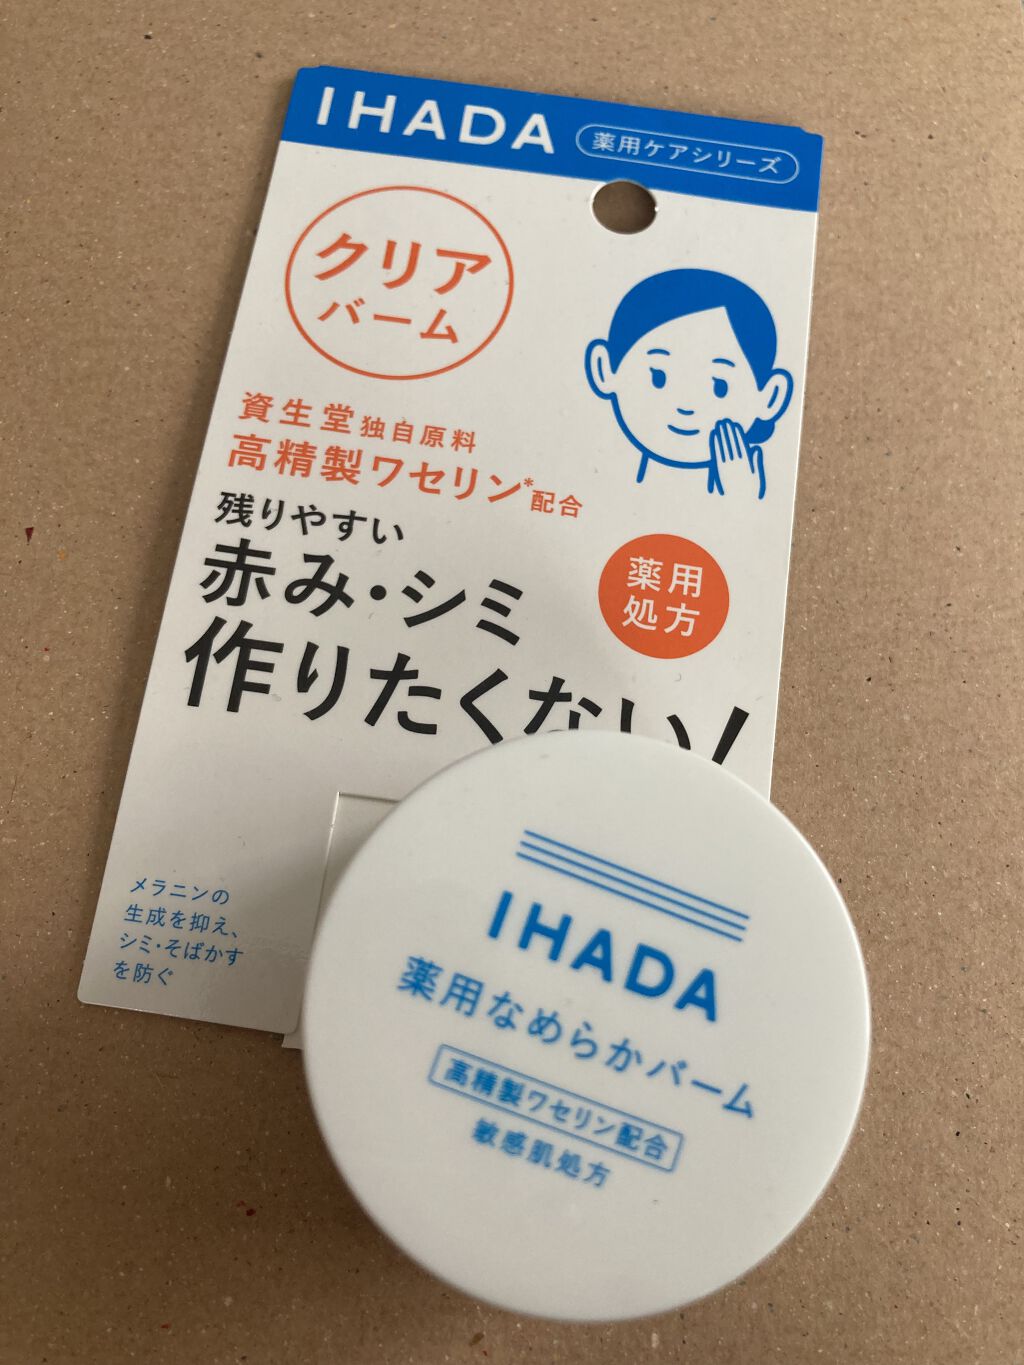 IHADA 薬用ケアシリーズ
クリア
バーム
資生堂独自原料
高精製ワセリン*配合
残りやすい
赤み・シミ
作りたくない!
薬用
処方
メラニンの
生成を抑え、
シミ・そばかす
を防ぐ
IHADA
薬用なめらかバーム
高精製ワセリン配合
敏感肌処方